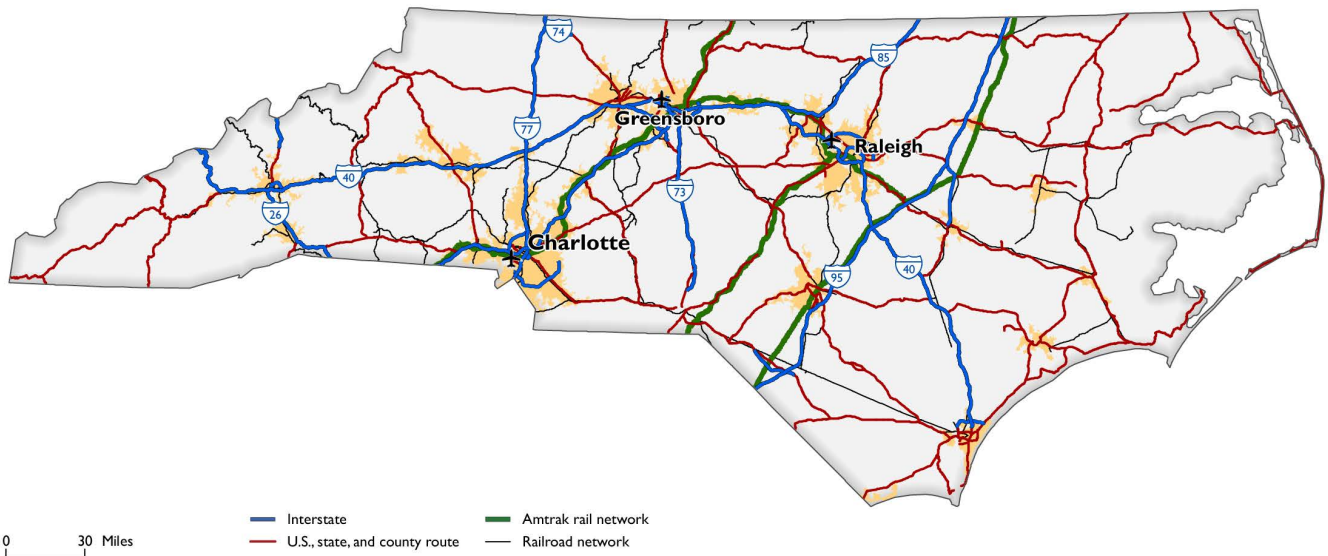 74
85
77
Greensboro
Raleigh
40
73
26
Charlotte
95
40
Interstate
Amtrak rail network
0 30 Miles
U.S., state, and county route
Railroad network